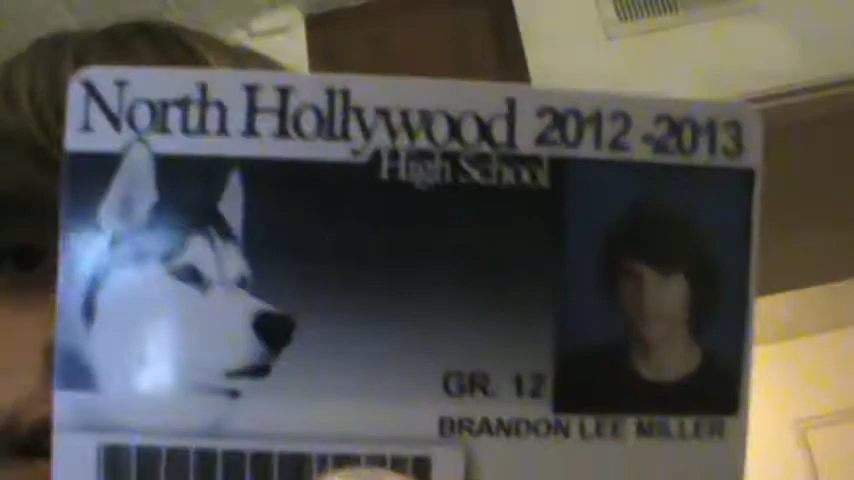 North Hollywood 2012-2013
High School
GR. 12
BRANDON LEE MILLER